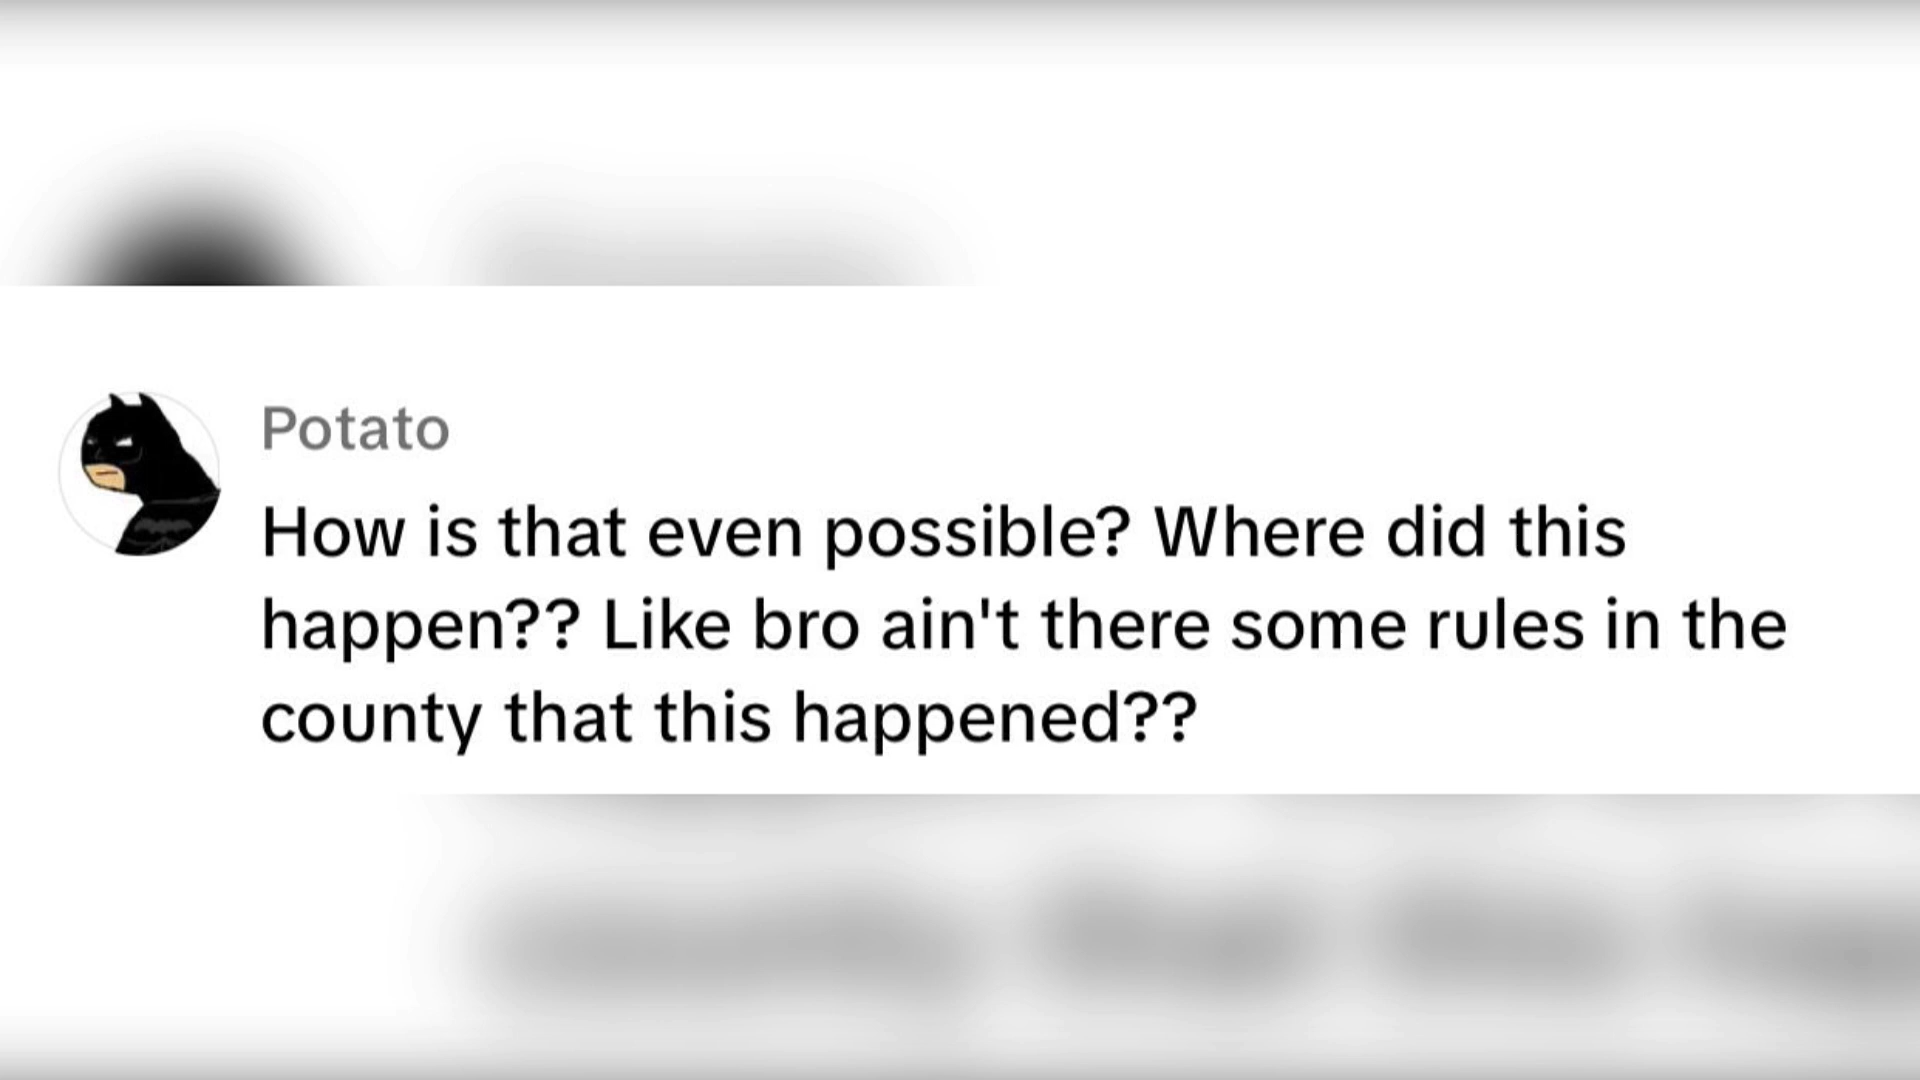 Potato
How is that even possible? Where did this
happen?? Like bro ain't there some rules in the
county that this happened??